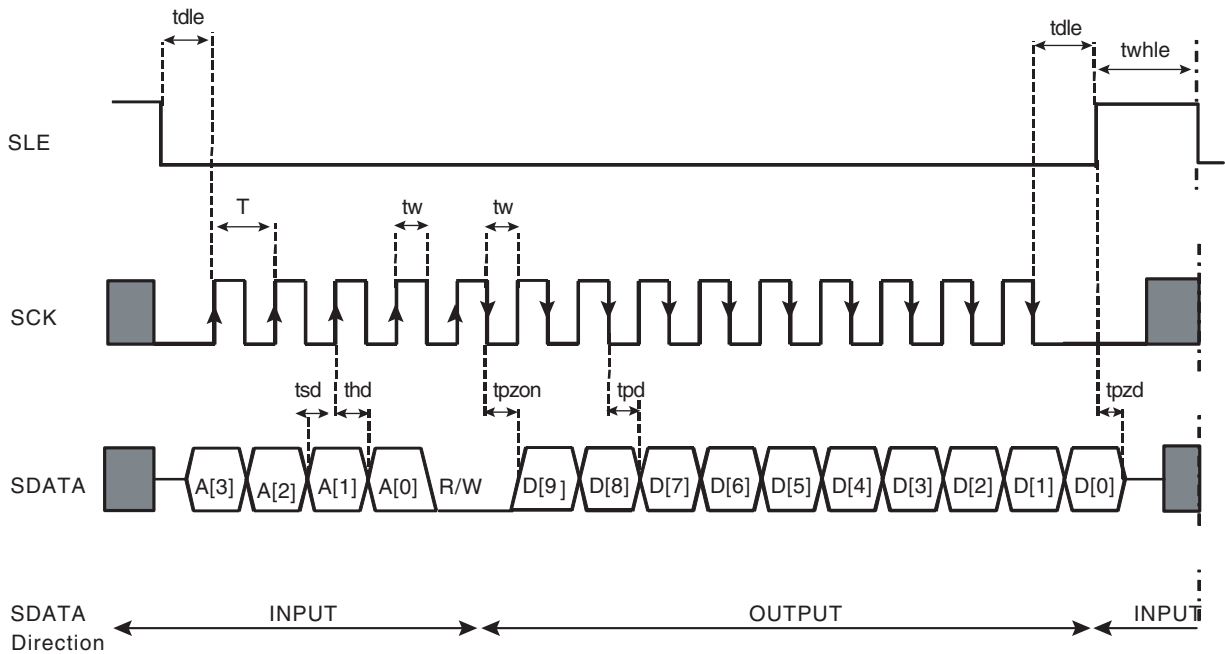 tdle
tdle
twhle
SLE
T
tw
tw
SCK
tsd
thd
tpzon
tpd
tpzd
SDATA
A[3]
A[2]
A[1]
A[0]
R/W
D[9]
D[8]
D[7]
D[6]
D[5]
D[4]
D[3]
D[2]
D[1]
D[0]
SDATA
Direction
INPUT
OUTPUT
INPUT